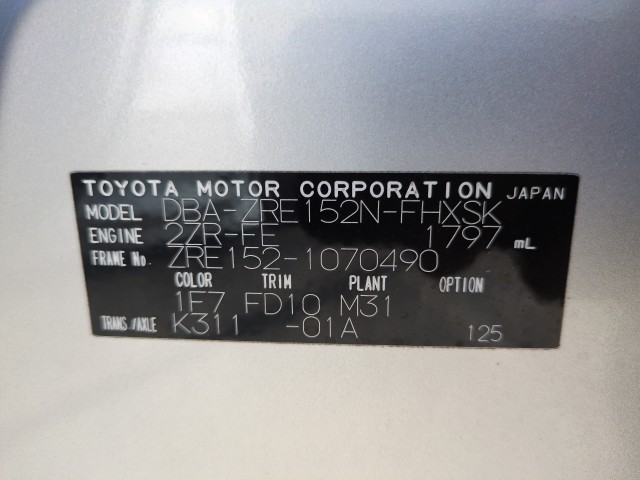 TOYOTA MOTOR CORPORATION JAPAN
MODEL DBA-ZRE152N-FHXSK
ENGINE 2ZR-FE 1797 mL
FRAME No. ZRE152-1070490
COLOR TRIM PLANT OPTION
1F7 FD10 M31
TRANS/AXLE K311 -01A 125